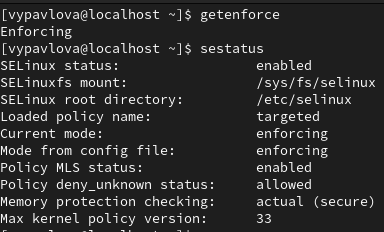 [vypavlova@localhost ~]$ getenforce
Enforcing
[vypavlova@localhost ~]$ sestatus
SELinux status:                 enabled
SELinuxfs mount:                /sys/fs/selinux
SELinux root directory:         /etc/selinux
Loaded policy name:             targeted
Current mode:                   enforcing
Mode from config file:          enforcing
Policy MLS status:              enabled
Policy deny_unknown status:     allowed
Memory protection checking:     actual (secure)
Max kernel policy version:      33